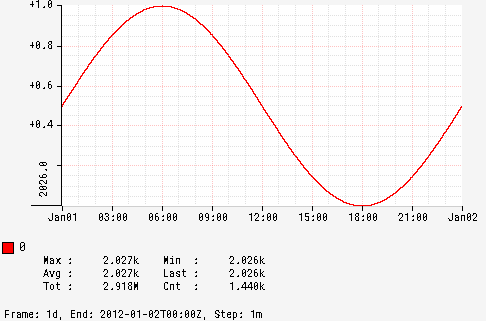 +1.0
+0.8
+0.6
+0.4
2026.0
Jan01 03:00 06:00 09:00 12:00 15:00 18:00 21:00 Jan02
0
Max : 2.027k Min : 2.026k
Avg : 2.027k Last : 2.026k
Tot : 2.918M Cnt : 1.440k
Frame: 1d, End: 2012-01-02T00:00Z, Step: 1m